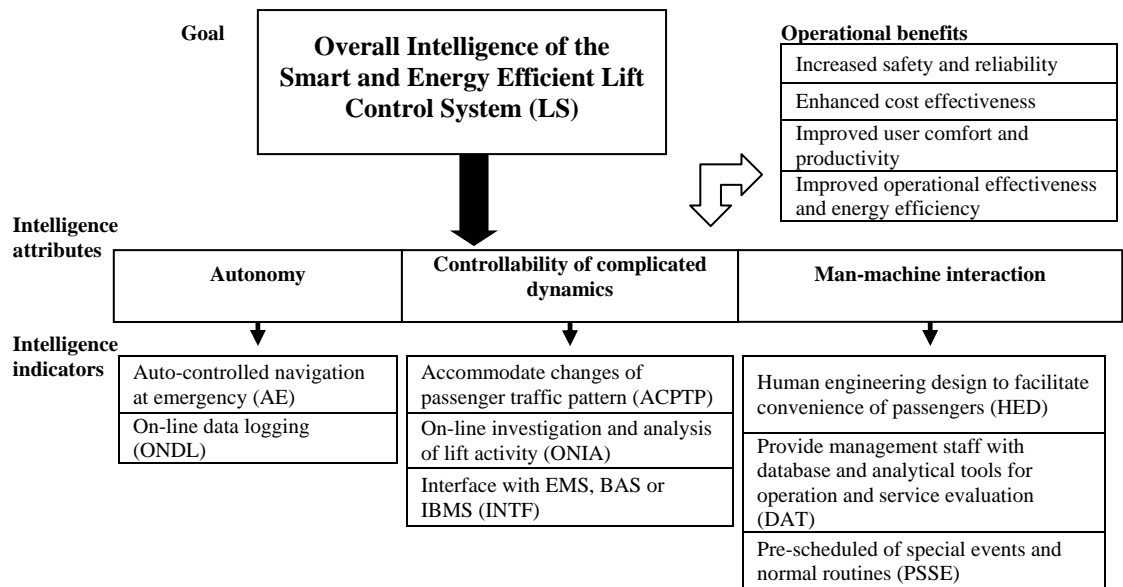 Goal
Overall Intelligence of the
Smart and Energy Efficient Lift
Control System (LS)
Operational benefits
Increased safety and reliability
Enhanced cost effectiveness
Improved user comfort and
productivity
Improved operational effectiveness
and energy efficiency
Intelligence
attributes
Autonomy
Controllability of complicated
dynamics
Man-machine interaction
Intelligence
indicators
Auto-controlled navigation
at emergency (AE)
On-line data logging
(ONDL)
Accommodate changes of
passenger traffic pattern (ACPTP)
On-line investigation and analysis
of lift activity (ONIA)
Interface with EMS, BAS or
IBMS (INTF)
Human engineering design to facilitate
convenience of passengers (HED)
Provide management staff with
database and analytical tools for
operation and service evaluation
(DAT)
Pre-scheduled of special events and
normal routines (PSSE)